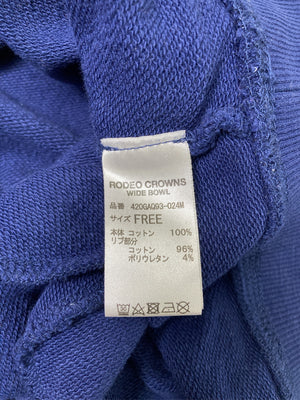 RODEO CROWNS
WIDE BOWL
品番 420GAQ93-024M
サイズ FREE
本体 コットン 100%
リブ部分
コットン 96%
ポリウレタン 4%